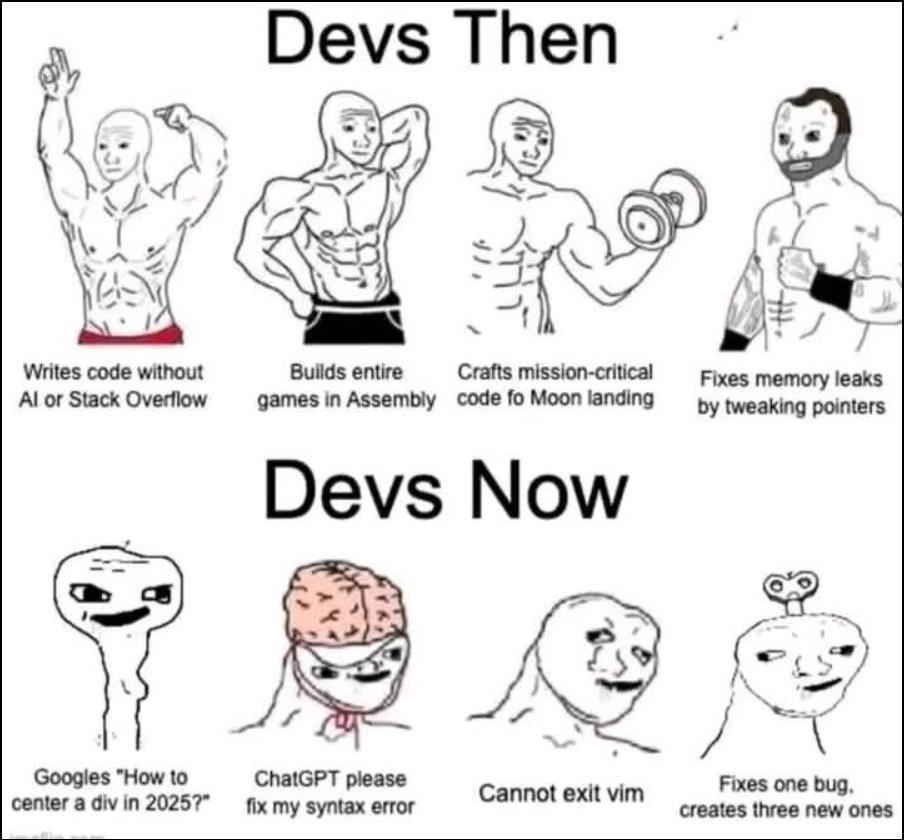 Devs Then
Writes code without
AI or Stack Overflow
Builds entire
games in Assembly
Crafts mission-critical
code fo Moon landing
Fixes memory leaks
by tweaking pointers
Devs Now
Googles "How to
center a div in 2025?"
ChatGPT please
fix my syntax error
Cannot exit vim
Fixes one bug,
creates three new ones